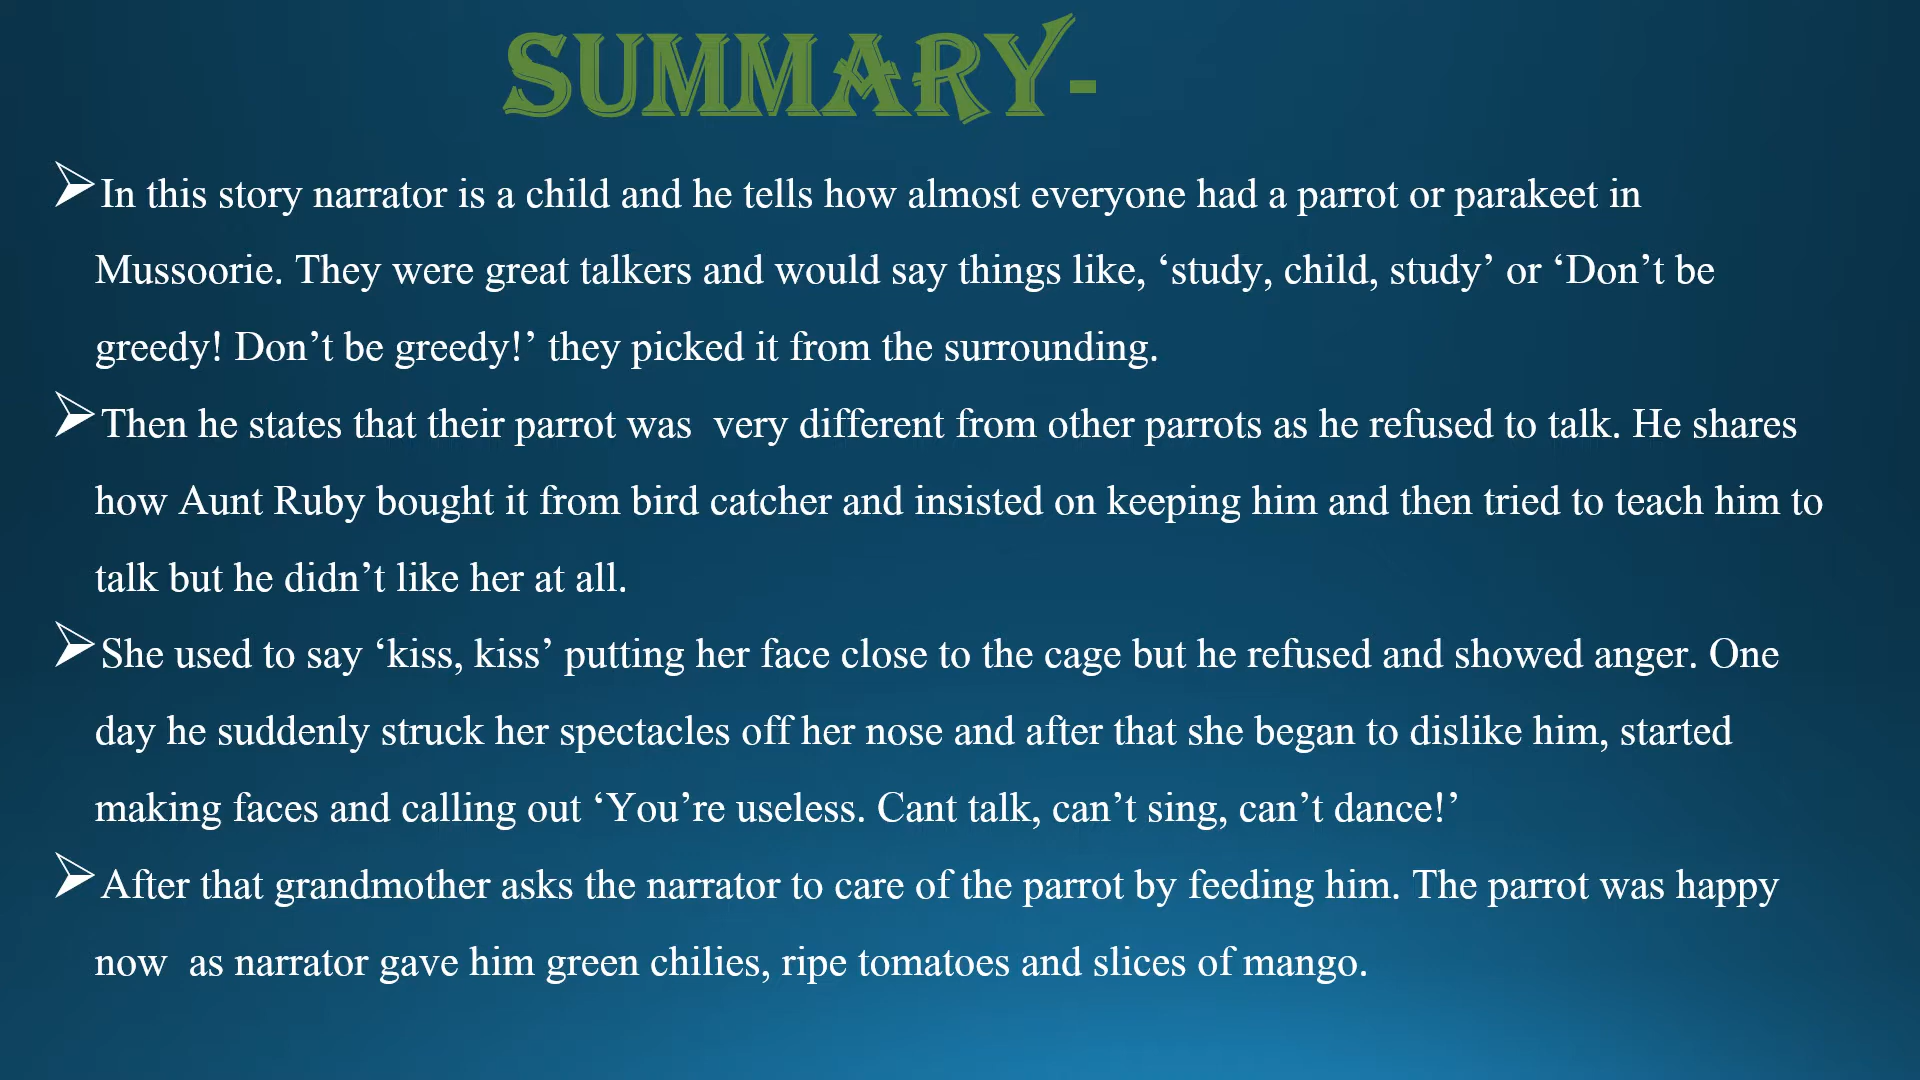 SUMMARY-
➢In this story narrator is a child and he tells how almost everyone had a parrot or parakeet in
Mussoorie. They were great talkers and would say things like, ‘study, child, study’ or ‘Don’t be
greedy! Don’t be greedy!’ they picked it from the surrounding.
➢Then he states that their parrot was  very different from other parrots as he refused to talk. He shares
how Aunt Ruby bought it from bird catcher and insisted on keeping him and then tried to teach him to
talk but he didn’t like her at all.
➢She used to say ‘kiss, kiss’ putting her face close to the cage but he refused and showed anger. One
day he suddenly struck her spectacles off her nose and after that she began to dislike him, started
making faces and calling out ‘You’re useless. Cant talk, can’t sing, can’t dance!’
➢After that grandmother asks the narrator to care of the parrot by feeding him. The parrot was happy
now  as narrator gave him green chilies, ripe tomatoes and slices of mango.